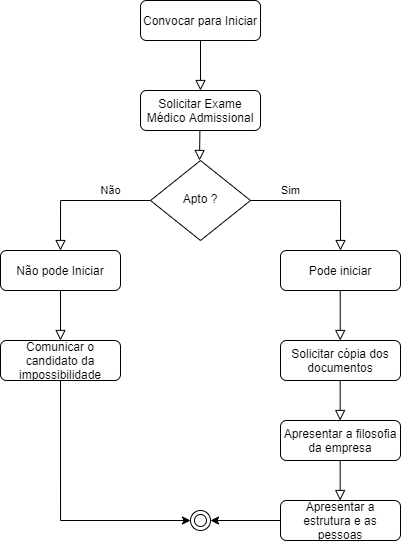 Convocar para Iniciar
Solicitar Exame
Médico Admissional
Não
Apto ?
Sim
Não pode Iniciar
Pode iniciar
Comunicar o
candidato da
impossibilidade
Solicitar cópia dos
documentos
Apresentar a filosofia
da empresa
Apresentar a
estrutura e as
pessoas